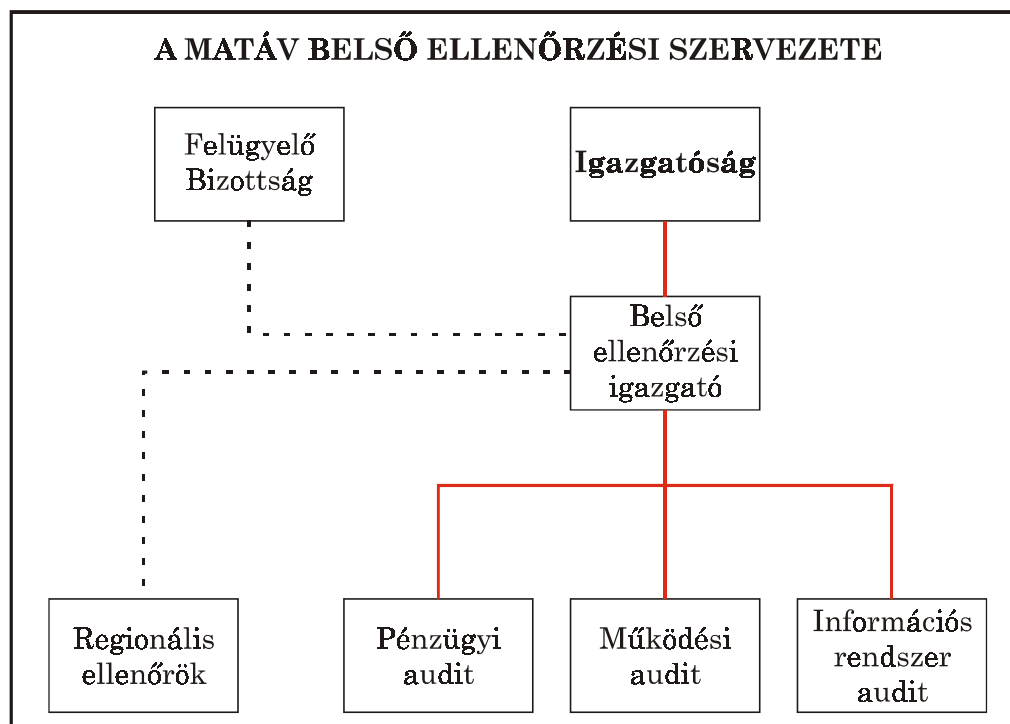 A MATÁV BELSŐ ELLENŐRZÉSI SZERVEZETE
Felügyelő
Bizottság
Igazgatóság
Belső
ellenőrzési
igazgató
Regionális
ellenőrök
Pénzügyi
audit
Működési
audit
Információs
rendszer
audit